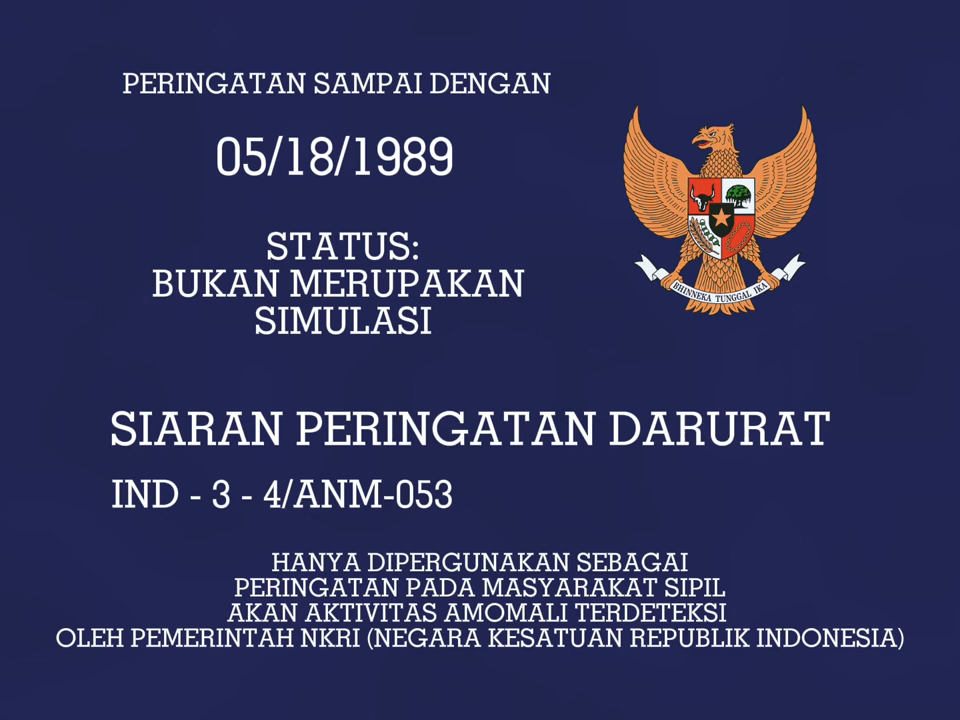 PERINGATAN SAMPAI DENGAN
05/18/1989
STATUS:
BUKAN MERUPAKAN
SIMULASI
BHINNEKA TUNGGAL IKA
SIARAN PERINGATAN DARURAT
IND - 3 - 4/ANM-053
HANYA DIPERGUNAKAN SEBAGAI
PERINGATAN PADA MASYARAKAT SIPIL
AKAN AKTIVITAS AMOMALI TERDETEKSI
OLEH PEMERINTAH NKRI (NEGARA KESATUAN REPUBLIK INDONESIA)